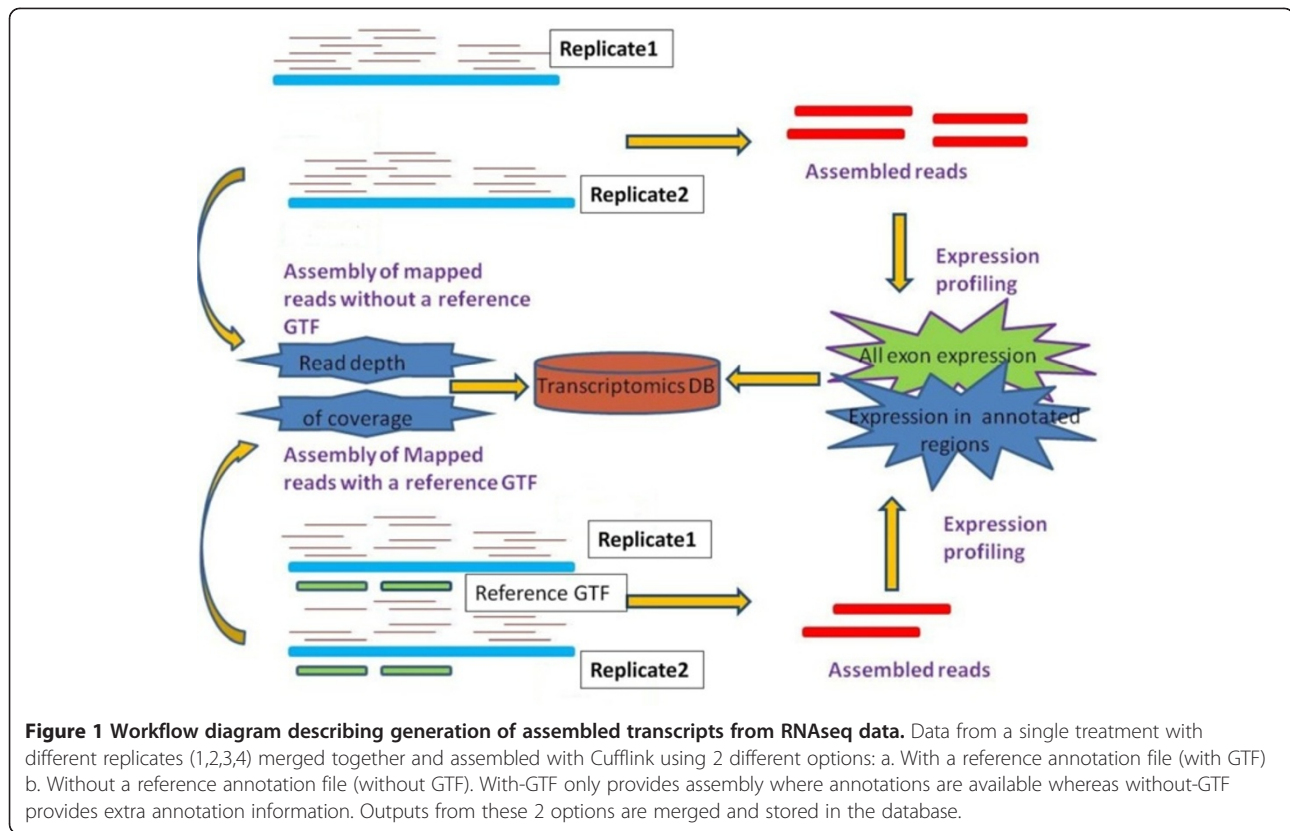 Replicate1
Replicate2
Assembled reads
Assembly of mapped
reads without a reference
GTF
Expression
profiling
Read depth
of coverage
Transcriptomics DB
All exon expression
Expression in annotated
regions
Assembly of Mapped
reads with a reference GTF
Expression
profiling
Replicate1
Reference GTF
Replicate2
Assembled reads
Figure 1 Workflow diagram describing generation of assembled transcripts from RNAseq data. Data from a single treatment with
different replicates (1,2,3,4) merged together and assembled with Cufflink using 2 different options: a. With a reference annotation file (with GTF)
b. Without a reference annotation file (without GTF). With-GTF only provides assembly where annotations are available whereas without-GTF
provides extra annotation information. Outputs from these 2 options are merged and stored in the database.